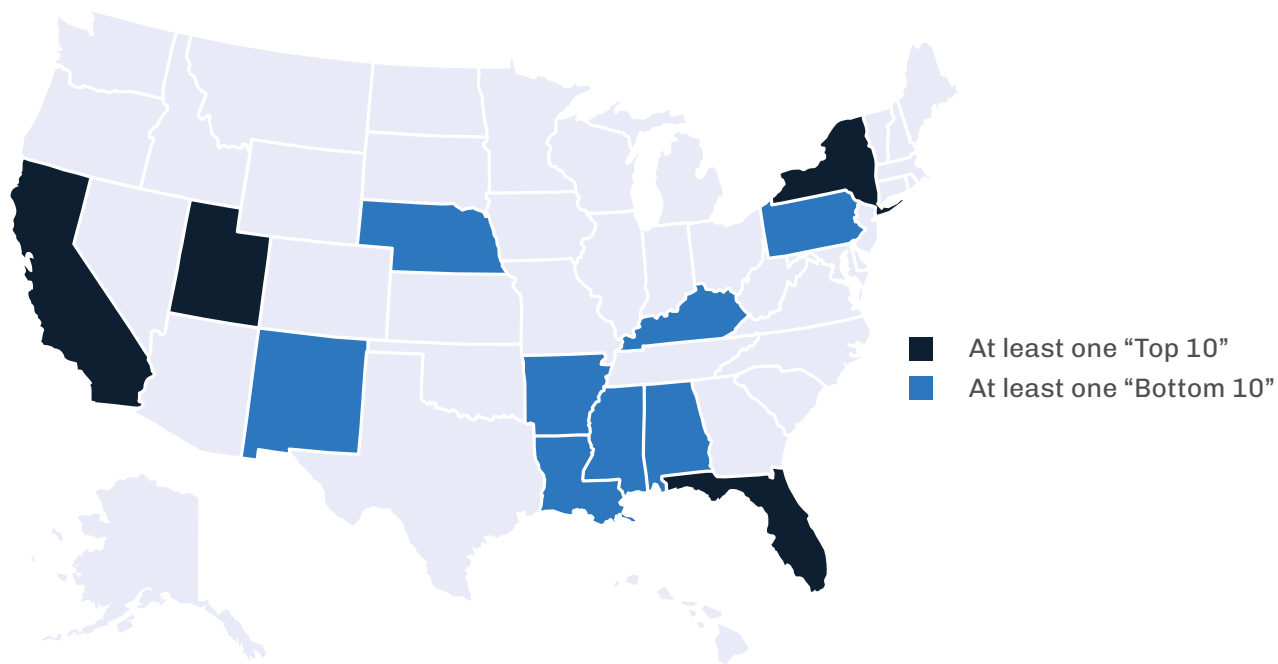 At least one “Top 10”
At least one “Bottom 10”